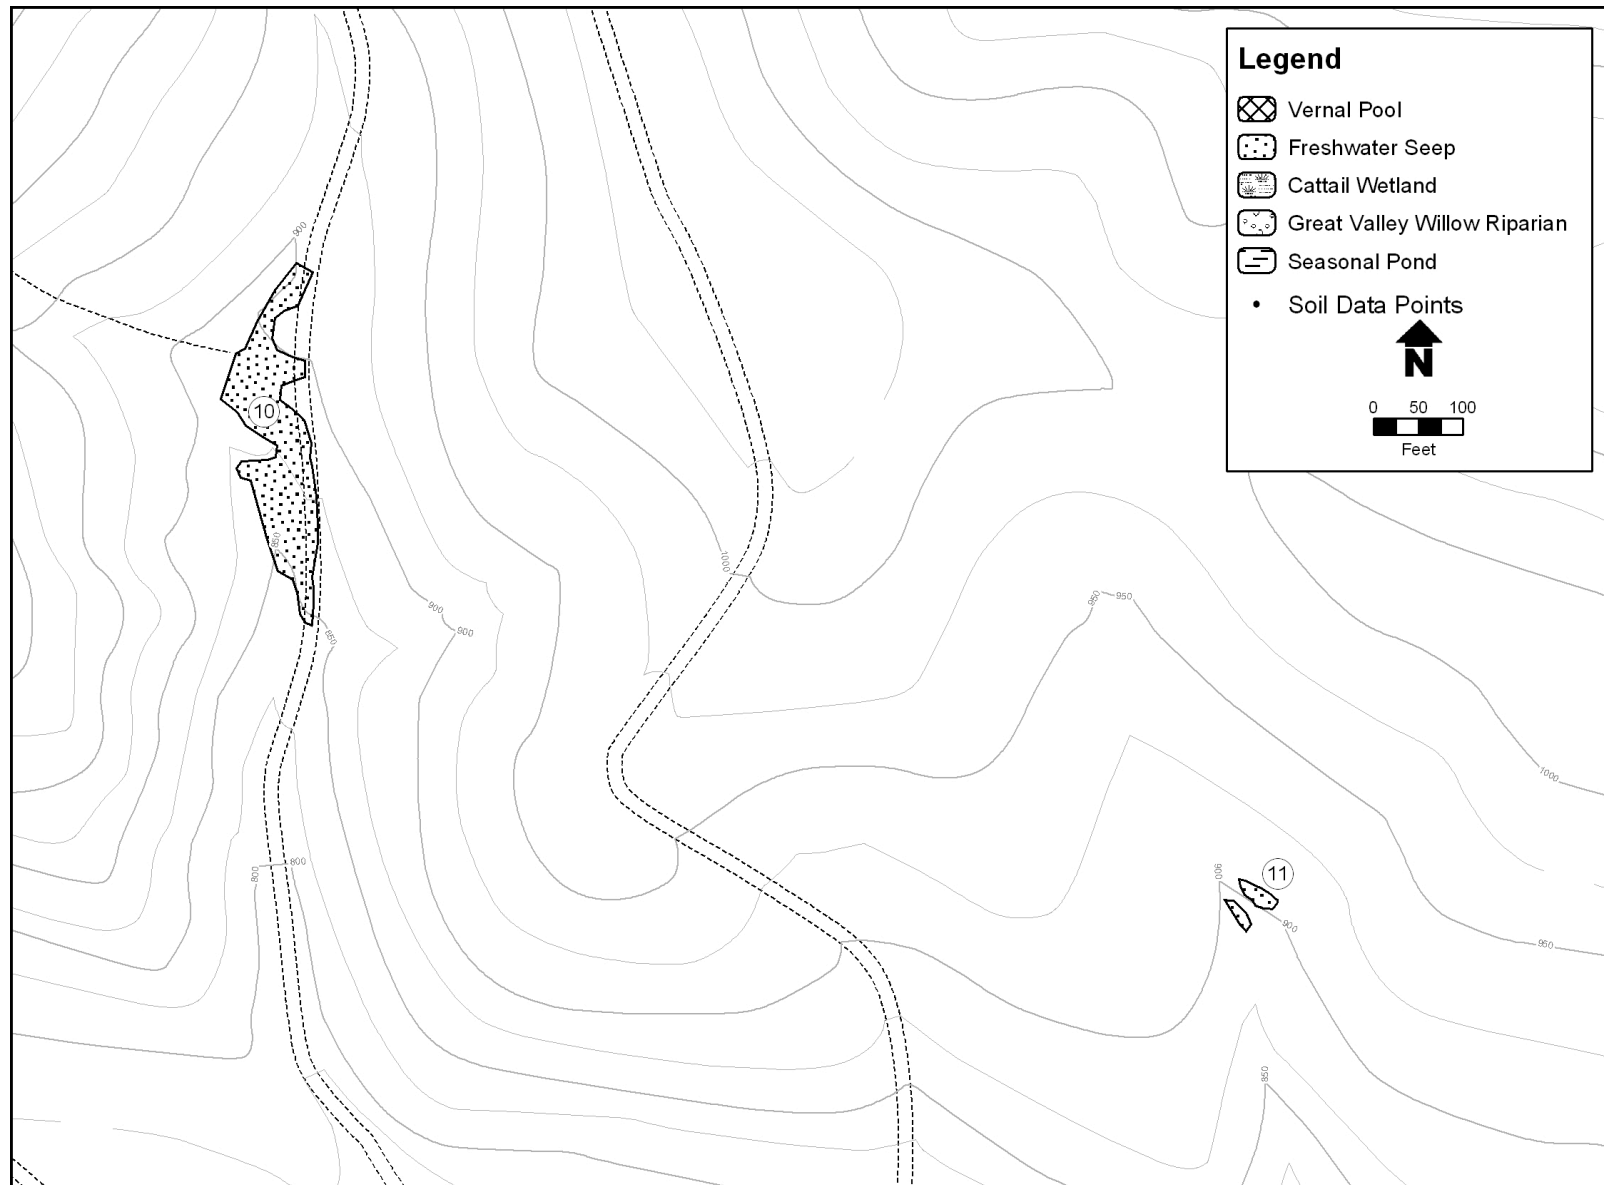 Legend
Vernal Pool
Freshwater Seep
Cattail Wetland
Great Valley Willow Riparian
Seasonal Pond
Soil Data Points
N
0 50 100
Feet
900
10
850
1000
950 950
900
900
850
1000
800
800
900
11
900
950
850